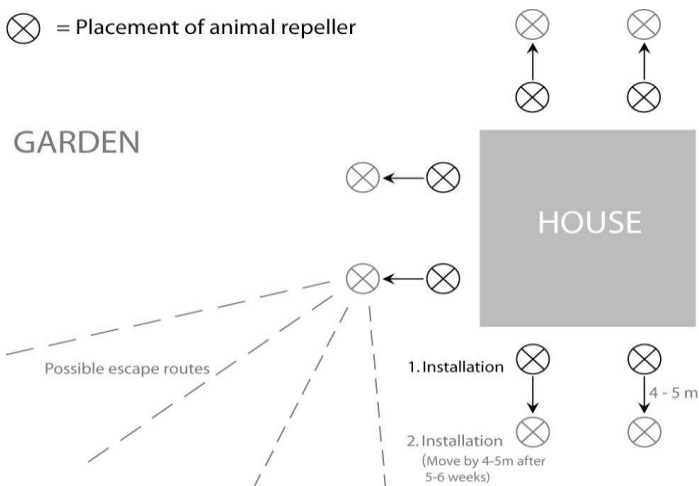 = Placement of animal repeller
GARDEN
HOUSE
Possible escape routes
1. Installation
4 - 5 m
2. Installation
(Move by 4-5m after
5-6 weeks)